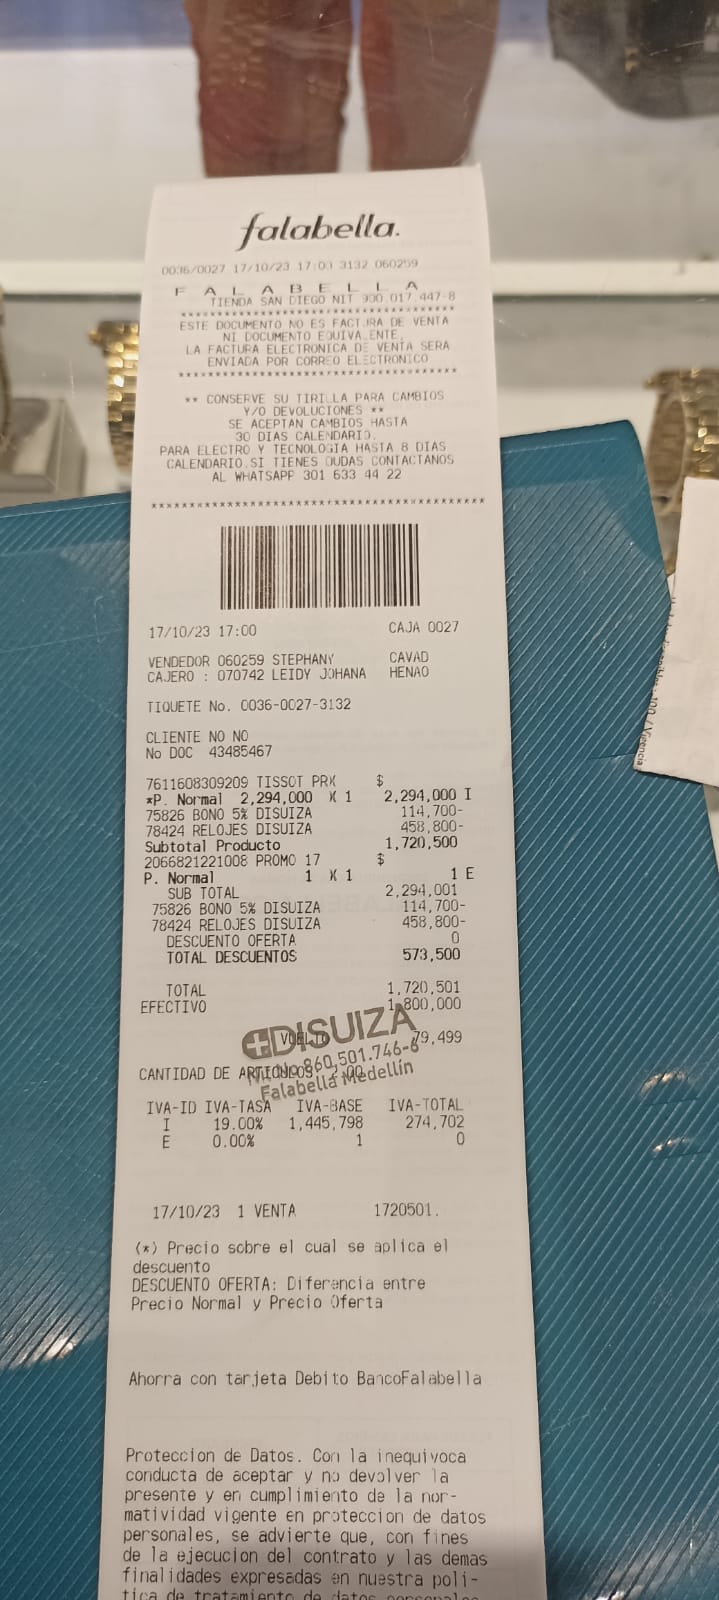 falabella.
0036/0027 17/10/23 17:00 3132 060259
F A L A B E L L A
TIENDA SAN DIEGO NIT 900.017.447-8
****************************************
ESTE DOCUMENTO NO ES FACTURA DE VENTA
NI DOCUMENTO EQUIVALENTE,
LA FACTURA ELECTRONICA DE VENTA SERA
ENVIADA POR CORREO ELECTRONICO
****************************************
** CONSERVE SU TIRILLA PARA CAMBIOS
Y/O DEVOLUCIONES **
SE ACEPTAN CAMBIOS HASTA
30 DIAS CALENDARIO.
PARA ELECTRO Y TECNOLOGIA HASTA 8 DIAS
CALENDARIO.SI TIENES DUDAS CONTACTANOS
AL WHATSAPP 301 633 44 22
****************************************
17/10/23 17:00 CAJA 0027
VENDEDOR 060259 STEPHANY CAVAD
CAJERO : 070742 LEIDY JOHANA HENAO
TIQUETE No. 0036-0027-3132
CLIENTE NO NO
No DOC 43485467
7611608309209 TISSOT PRX $
*P. Normal 2,294,000 X 1 2,294,000 I
75826 BONO 5% DISUIZA 114,700-
78424 RELOJES DISUIZA 458,800-
Subtotal Producto 1,720,500
2066821221008 PROMO 17 $
P. Normal 1 X 1 1 E
SUB TOTAL 2,294,001
75826 BONO 5% DISUIZA 114,700-
78424 RELOJES DISUIZA 458,800-
DESCUENTO OFERTA 0
TOTAL DESCUENTOS 573,500
TOTAL 1,720,501
EFECTIVO 1,800,000
DISUIZA
VUELTO 79,499
Nit No 860,501.746-6
CANTIDAD DE ARTICULOS: 2.00
Falabella Medellín
IVA-ID IVA-TASA IVA-BASE IVA-TOTAL
I 19.00% 1,445,798 274,702
E 0.00% 1 0
17/10/23 1 VENTA 1720501.
(*) Precio sobre el cual se aplica el
descuento
DESCUENTO OFERTA: Diferencia entre
Precio Normal y Precio Oferta
Ahorra con tarjeta Debito BancoFalabella
Proteccion de Datos. Con la inequivoca
conducta de aceptar y no devolver la
presente y en cumplimiento de la nor-
matividad vigente en proteccion de datos
personales, se advierte que, con fines
de la ejecucion del contrato y las demas
finalidades expresadas en nuestra poli-
tica de tratamiento de datos personales